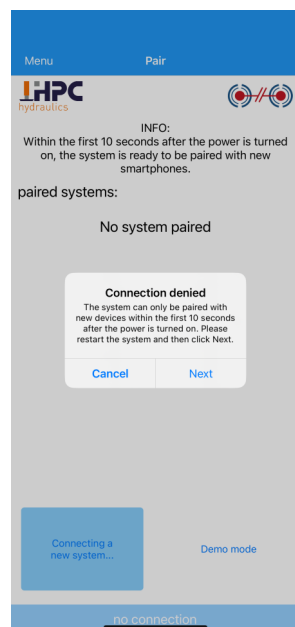 Menu
Pair
HPC
hydraulics
INFO:
Within the first 10 seconds after the power is turned
on, the system is ready to be paired with new
smartphones.
paired systems:
No system paired
Connection denied
The system can only be paired with
new devices within the first 10 seconds
after the power is turned on. Please
restart the system and then click Next.
Cancel
Next
Connecting a
new system...
Demo mode
no connection